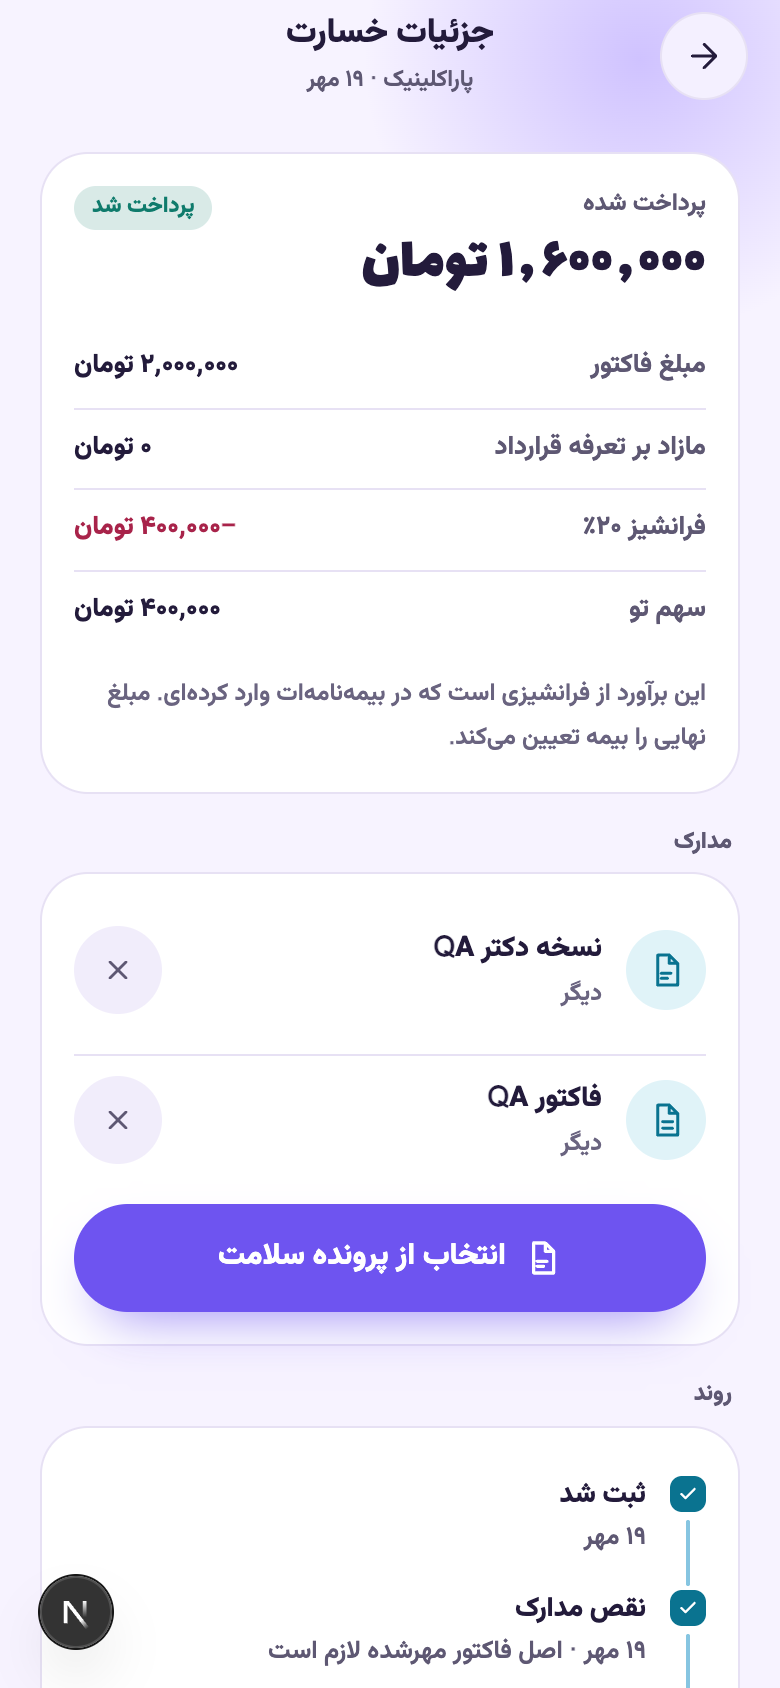 جزئیات خسارت
پاراکلینیک · ۱۹ مهر
پرداخت شده
پرداخت شد
۱٬۶۰۰٬۰۰۰ تومان
مبلغ فاکتور
۲٬۰۰۰٬۰۰۰ تومان
مازاد بر تعرفه قرارداد
۰ تومان
فرانشیز ۲۰٪
−۴۰۰٬۰۰۰ تومان
سهم تو
۴۰۰٬۰۰۰ تومان
این برآورد از فرانشیزی است که در بیمه‌نامه‌ات وارد کرده‌ای. مبلغ
نهایی را بیمه تعیین می‌کند.
مدارک
نسخه دکتر QA
دیگر
فاکتور QA
دیگر
انتخاب از پرونده سلامت
روند
ثبت شد
۱۹ مهر
نقص مدارک
۱۹ مهر · اصل فاکتور مهرشده لازم است
N